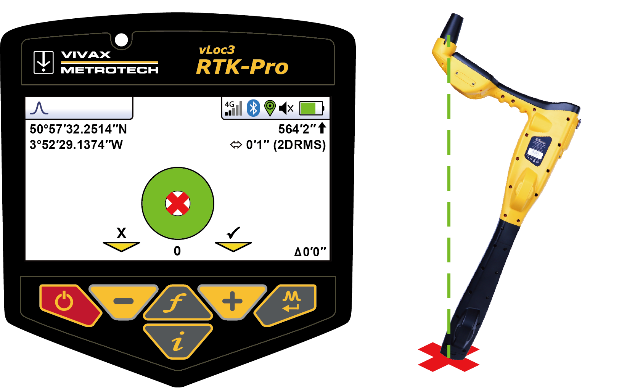 VIVAX
METROTECH
vLoc3
RTK-Pro
4G
50°57'32.2514"N
564'2"⬆
3°52'29.1374"W
⇔ 0'1" (2DRMS)
X ✓
0
Δ0'0"
− f +
i